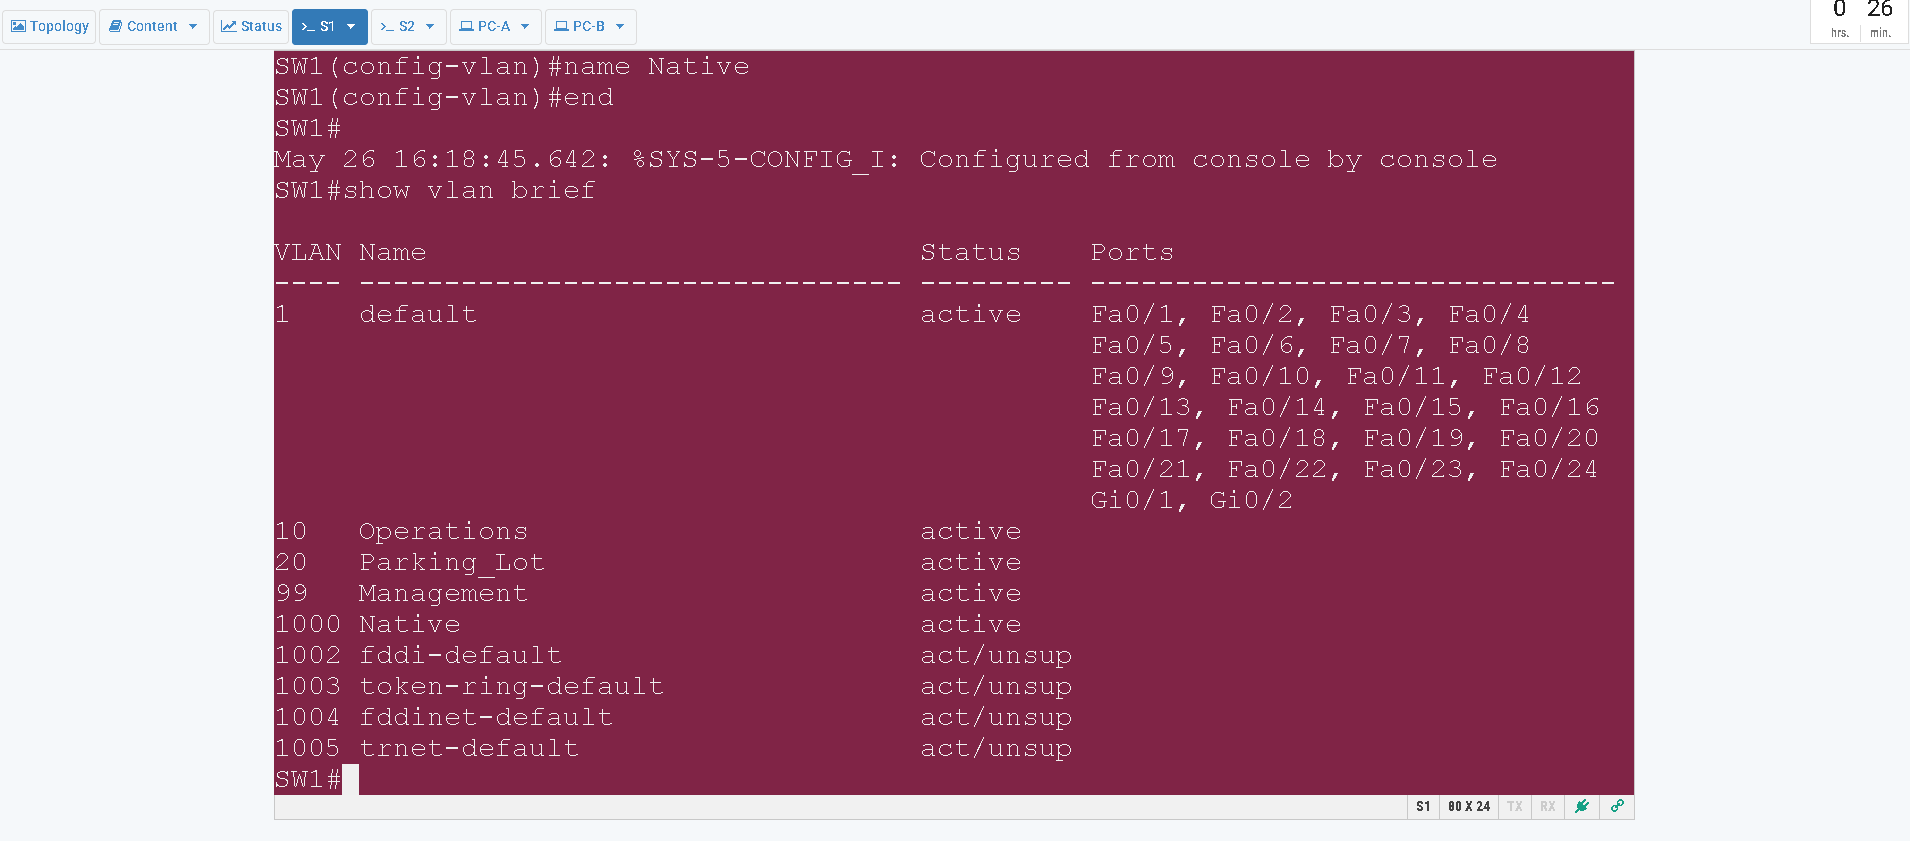 Topology Content Status >_ S1 >_ S2 PC-A PC-B
0 26
hrs. min.
SW1(config-vlan)#name Native
SW1(config-vlan)#end
SW1#
May 26 16:18:45.642: %SYS-5-CONFIG_I: Configured from console by console
SW1#show vlan brief
VLAN Name Status Ports
---- -------------------------------- --------- -------------------------------
1 default active Fa0/1, Fa0/2, Fa0/3, Fa0/4
Fa0/5, Fa0/6, Fa0/7, Fa0/8
Fa0/9, Fa0/10, Fa0/11, Fa0/12
Fa0/13, Fa0/14, Fa0/15, Fa0/16
Fa0/17, Fa0/18, Fa0/19, Fa0/20
Fa0/21, Fa0/22, Fa0/23, Fa0/24
Gi0/1, Gi0/2
10 Operations active
20 Parking_Lot active
99 Management active
1000 Native active
1002 fddi-default act/unsup
1003 token-ring-default act/unsup
1004 fddinet-default act/unsup
1005 trnet-default act/unsup
SW1#
S1 80 X 24 TX RX